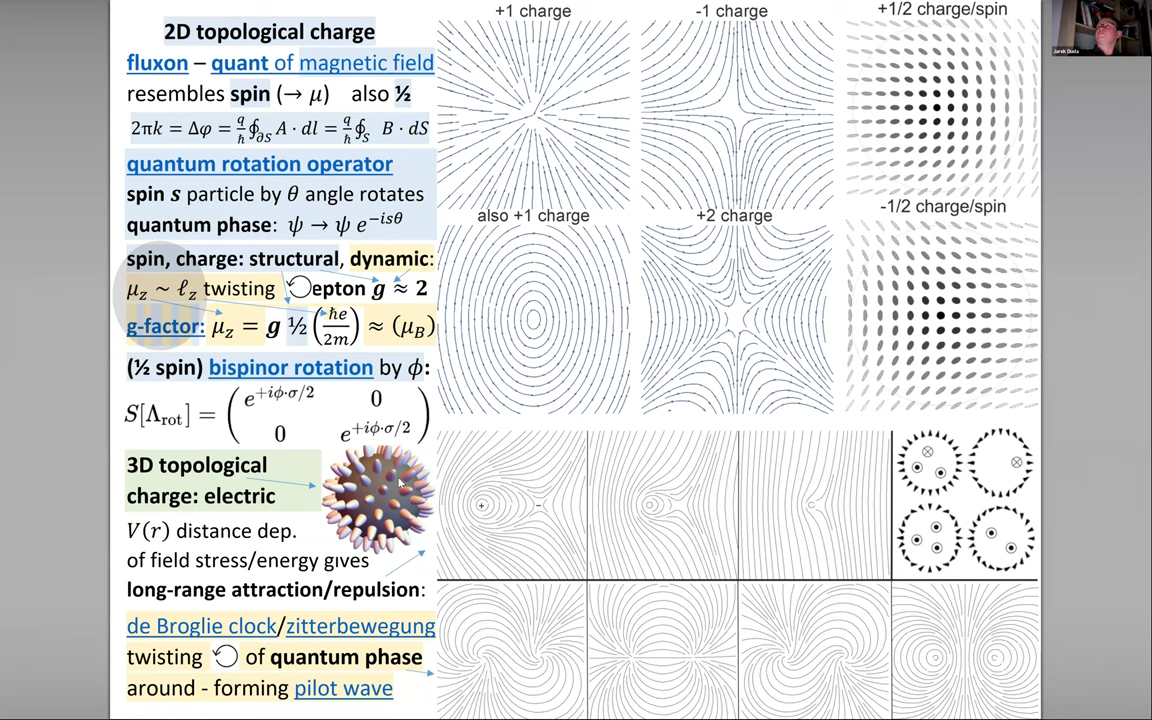 2D topological charge
fluxon – quant of magnetic field
resembles spin (→ μ) also ½
2πk = Δφ = q/ħ ∮∂S A · dl = q/ħ ∮S B · dS
quantum rotation operator
spin s particle by θ angle rotates
quantum phase: ψ → ψ e^−isθ
spin, charge: structural, dynamic:
μz ~ ℓz twisting epton g ≈ 2
g-factor: μz = g ½ (ħe/2m) ≈ (μB)
(½ spin) bispinor rotation by ϕ:
S[Λrot] = ( e^+iϕ·σ/2 0
0 e^+iϕ·σ/2 )
3D topological
charge: electric
V(r) distance dep.
of field stress/energy gives
long-range attraction/repulsion:
de Broglie clock/zitterbewegung
twisting of quantum phase
around - forming pilot wave
+1 charge
-1 charge
+1/2 charge/spin
also +1 charge
+2 charge
-1/2 charge/spin
+ -
Jarek Duda